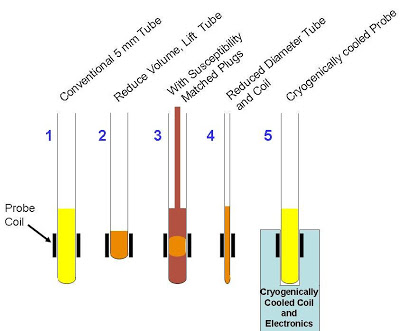 Conventional 5 mm Tube
Reduce Volume, Lift Tube
With Susceptibility
Matched Plugs
Reduced Diameter Tube
and Coil
Cryogenically cooled Probe
1 2 3 4 5
Probe
Coil
Cryogenically
Cooled Coil
and
Electronics